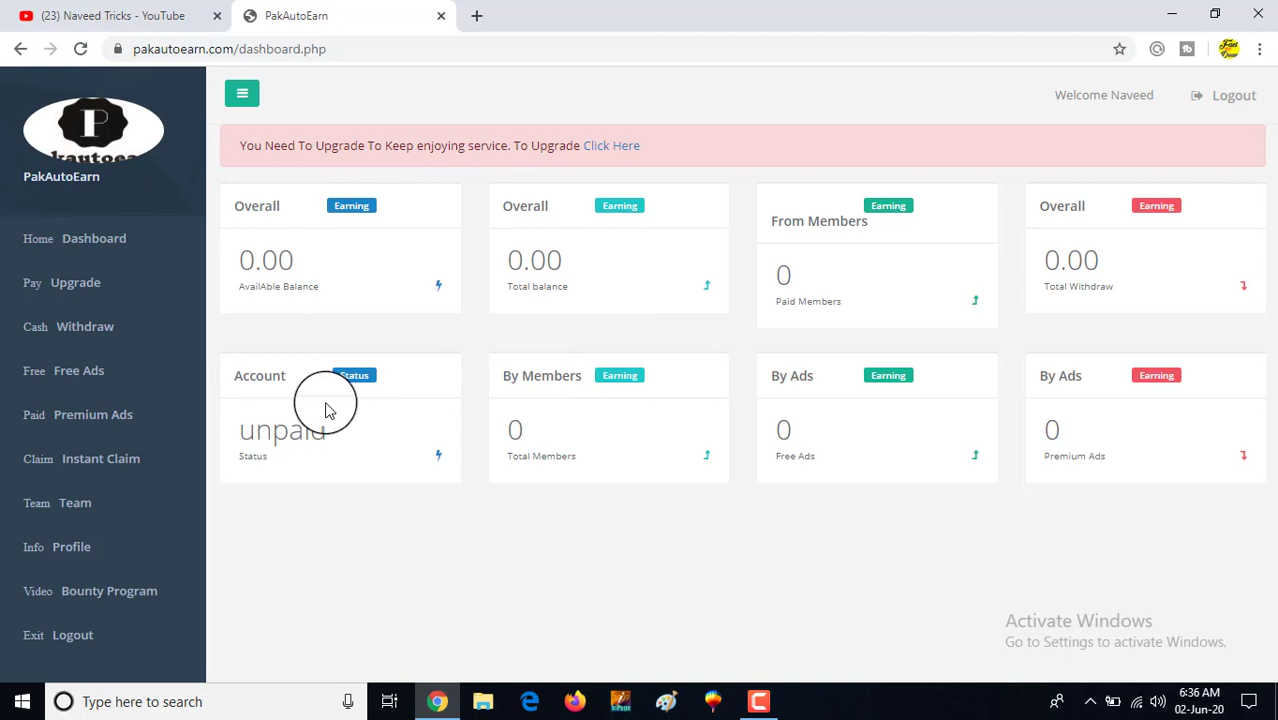 (23) Naveed Tricks - YouTube
PakAutoEarn
pakautoearn.com/dashboard.php
P
PakAutoEarn
Home Dashboard
Pay Upgrade
Cash Withdraw
Free Free Ads
Paid Premium Ads
Claim Instant Claim
Team Team
Info Profile
Video Bounty Program
Exit Logout
Welcome Naveed
Logout
You Need To Upgrade To Keep enjoying service. To Upgrade Click Here
Overall Earning
0.00
AvailAble Balance
Overall Earning
0.00
Total balance
Earning
From Members
0
Paid Members
Overall Earning
0.00
Total Withdraw
Account Status
unpaid
Status
By Members Earning
0
Total Members
By Ads Earning
0
Free Ads
By Ads Earning
0
Premium Ads
Activate Windows
Go to Settings to activate Windows.
Type here to search
6:36 AM
02-Jun-20